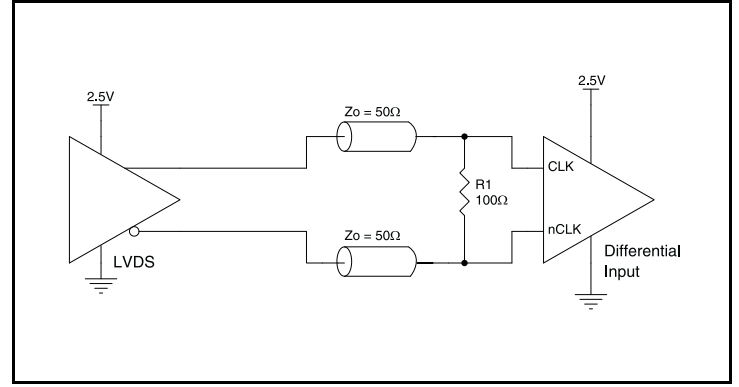 2.5V
2.5V
Zo = 50Ω
CLK
R1
100Ω
nCLK
Zo = 50Ω
LVDS
Differential
Input